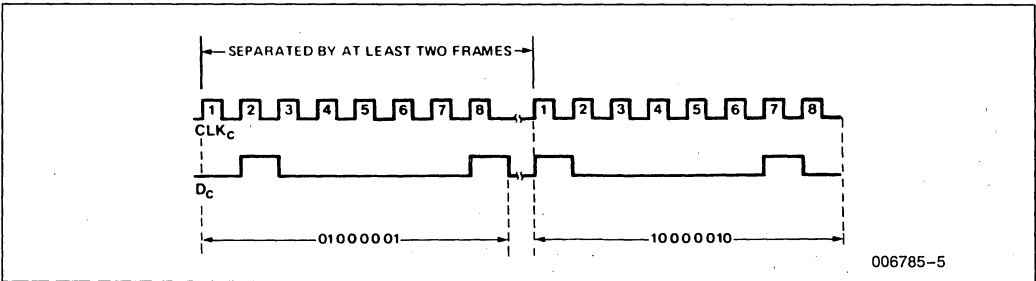 SEPARATED BY AT LEAST TWO FRAMES
1 2 3 4 5 6 7 8 1 2 3 4 5 6 7 8
CLKC
DC
01000001 10000010
006785-5